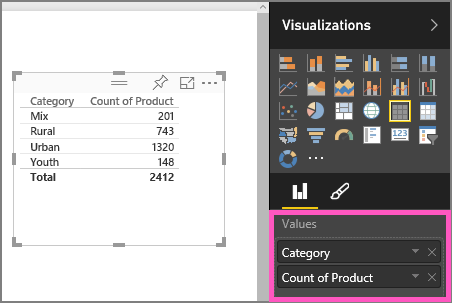 Visualizations
Category Count of Product
Mix 201
Rural 743
Urban 1320
Youth 148
Total 2412
123
Values
Category
Count of Product